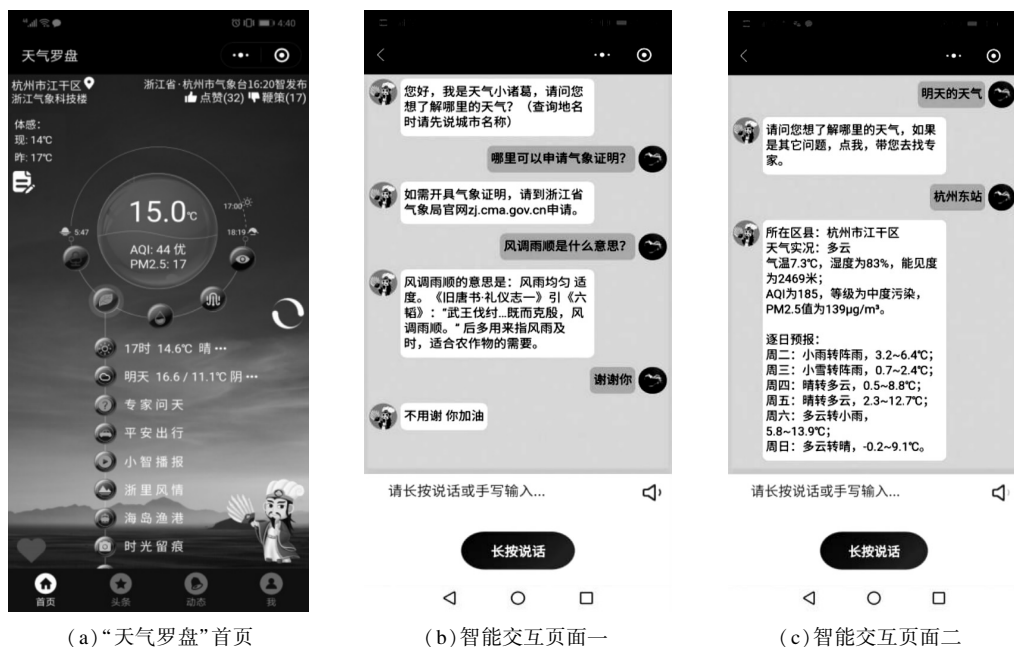 4:40
天气罗盘
杭州市江干区
浙江气象科技楼
浙江省·杭州市气象台16:20智发布
点赞(32) 鞭策(17)
体感：
现: 14℃
昨: 17℃
15.0℃
AQI: 44 优
PM2.5: 17
17:00
5:47
18:19
17时 14.6℃ 晴
明天 16.6 / 11.1℃ 阴
专家问天
平安出行
小智播报
浙里风情
海岛渔港
时光留痕
首页
头条
动态
我
(a)“天气罗盘”首页
您好，我是天气小诸葛，请问您
想了解哪里的天气？（查询地名
时请先说城市名称）
哪里可以申请气象证明？
如需开具气象证明，请到浙江省
气象局官网zj.cma.gov.cn申请。
风调雨顺是什么意思？
风调雨顺的意思是：风雨均匀 适
度。《旧唐书·礼仪志一》引《六
韬》：“武王伐纣…既而克殷，风
调雨顺。” 后多用来指风雨及
时，适合农作物的需要。
谢谢你
不用谢 你加油
请长按说话或手写输入...
长按说话
(b)智能交互页面一
明天的天气
请问您想了解哪里的天气，如果
是其它问题，点我，带您去找专
家。
杭州东站
所在区县：杭州市江干区
天气实况：多云
气温7.3℃，湿度为83%，能见度
为2469米；
AQI为185，等级为中度污染，
PM2.5值为139μg/m³。
逐日预报：
周二：小雨转阵雨，3.2~6.4℃；
周三：小雪转阵雨，0.7~2.4℃；
周四：晴转多云，0.5~8.8℃；
周五：晴转多云，2.3~12.7℃；
周六：多云转小雨，
5.8~13.9℃；
周日：多云转晴，-0.2~9.1℃。
请长按说话或手写输入...
长按说话
(c)智能交互页面二